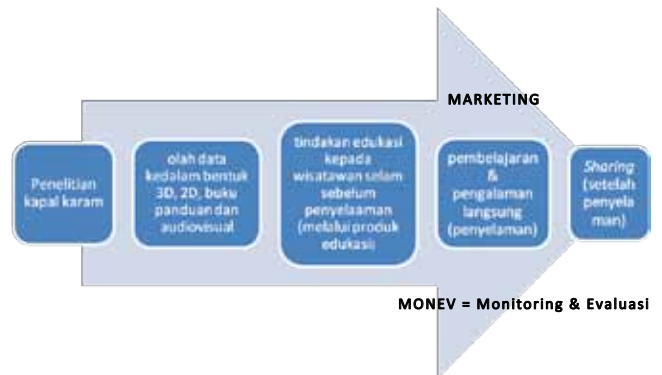 MARKETING
Penelitian
kapal karam
olah data
kedalam bentuk
3D, 2D, buku
panduan dan
audiovisual
tindakan edukasi
kepada
wisatawan selam
sebelum
penyelaaman
(melalui produk
edukasi)
pembelajaran
&
pengalaman
langsung
(penyelaman)
Sharing
(setelah
penyela
man)
MONEV = Monitoring & Evaluasi